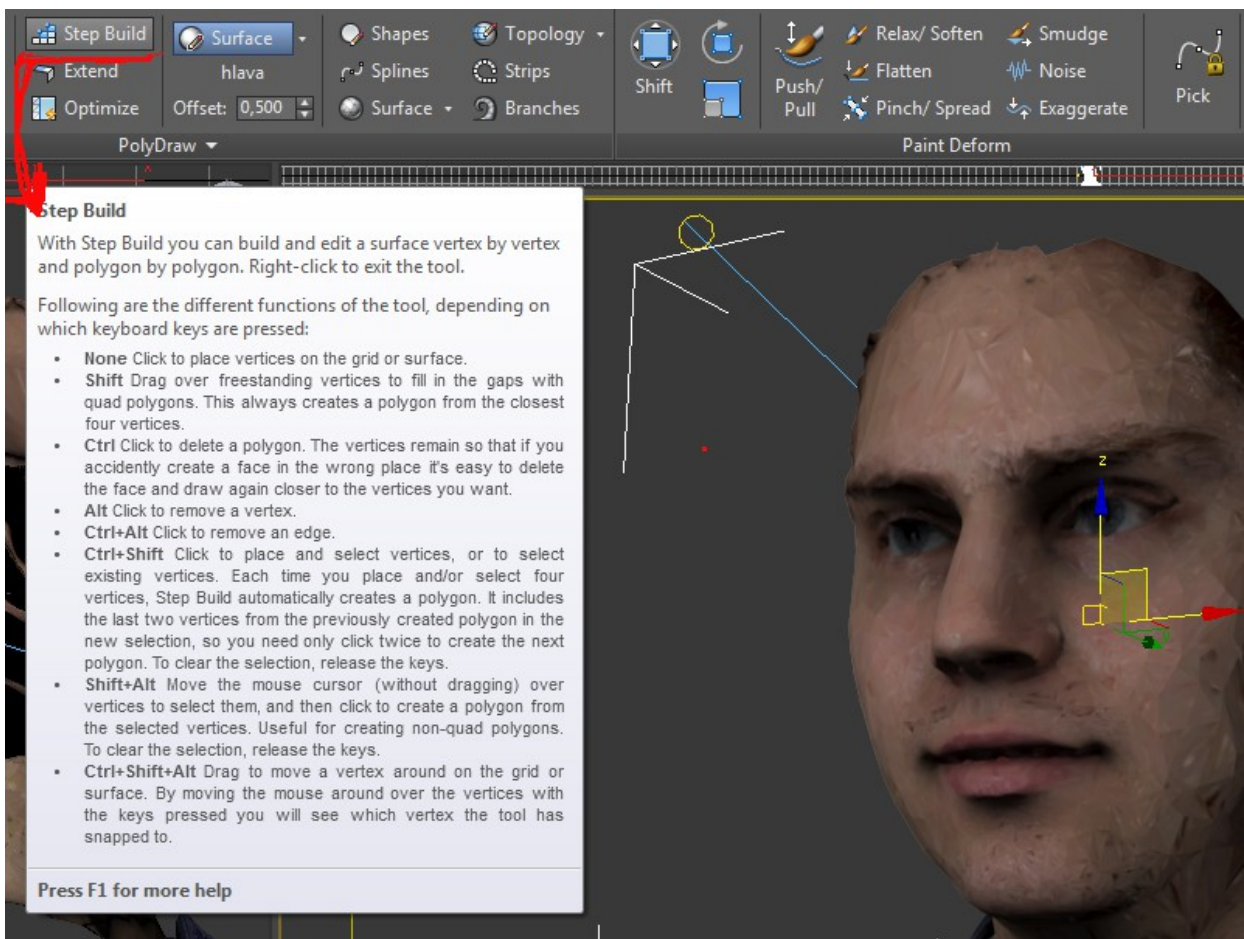 Step Build
Surface
Shapes
Topology
Shift
Push/
Pull
Relax/ Soften
Smudge
Pick
Extend
hlava
Splines
Strips
Flatten
Noise
Optimize
Offset: 0,500
Surface
Branches
Pinch/ Spread
Exaggerate
PolyDraw
Paint Deform
Step Build
With Step Build you can build and edit a surface vertex by vertex
and polygon by polygon. Right-click to exit the tool.
Following are the different functions of the tool, depending on
which keyboard keys are pressed:
• None Click to place vertices on the grid or surface.
• Shift Drag over freestanding vertices to fill in the gaps with
quad polygons. This always creates a polygon from the closest
four vertices.
• Ctrl Click to delete a polygon. The vertices remain so that if you
accidently create a face in the wrong place it's easy to delete
the face and draw again closer to the vertices you want.
• Alt Click to remove a vertex.
• Ctrl+Alt Click to remove an edge.
• Ctrl+Shift Click to place and select vertices, or to select
existing vertices. Each time you place and/or select four
vertices, Step Build automatically creates a polygon. It includes
the last two vertices from the previously created polygon in the
new selection, so you need only click twice to create the next
polygon. To clear the selection, release the keys.
• Shift+Alt Move the mouse cursor (without dragging) over
vertices to select them, and then click to create a polygon from
the selected vertices. Useful for creating non-quad polygons.
To clear the selection, release the keys.
• Ctrl+Shift+Alt Drag to move a vertex around on the grid or
surface. By moving the mouse around over the vertices with
the keys pressed you will see which vertex the tool has
snapped to.
Press F1 for more help
z